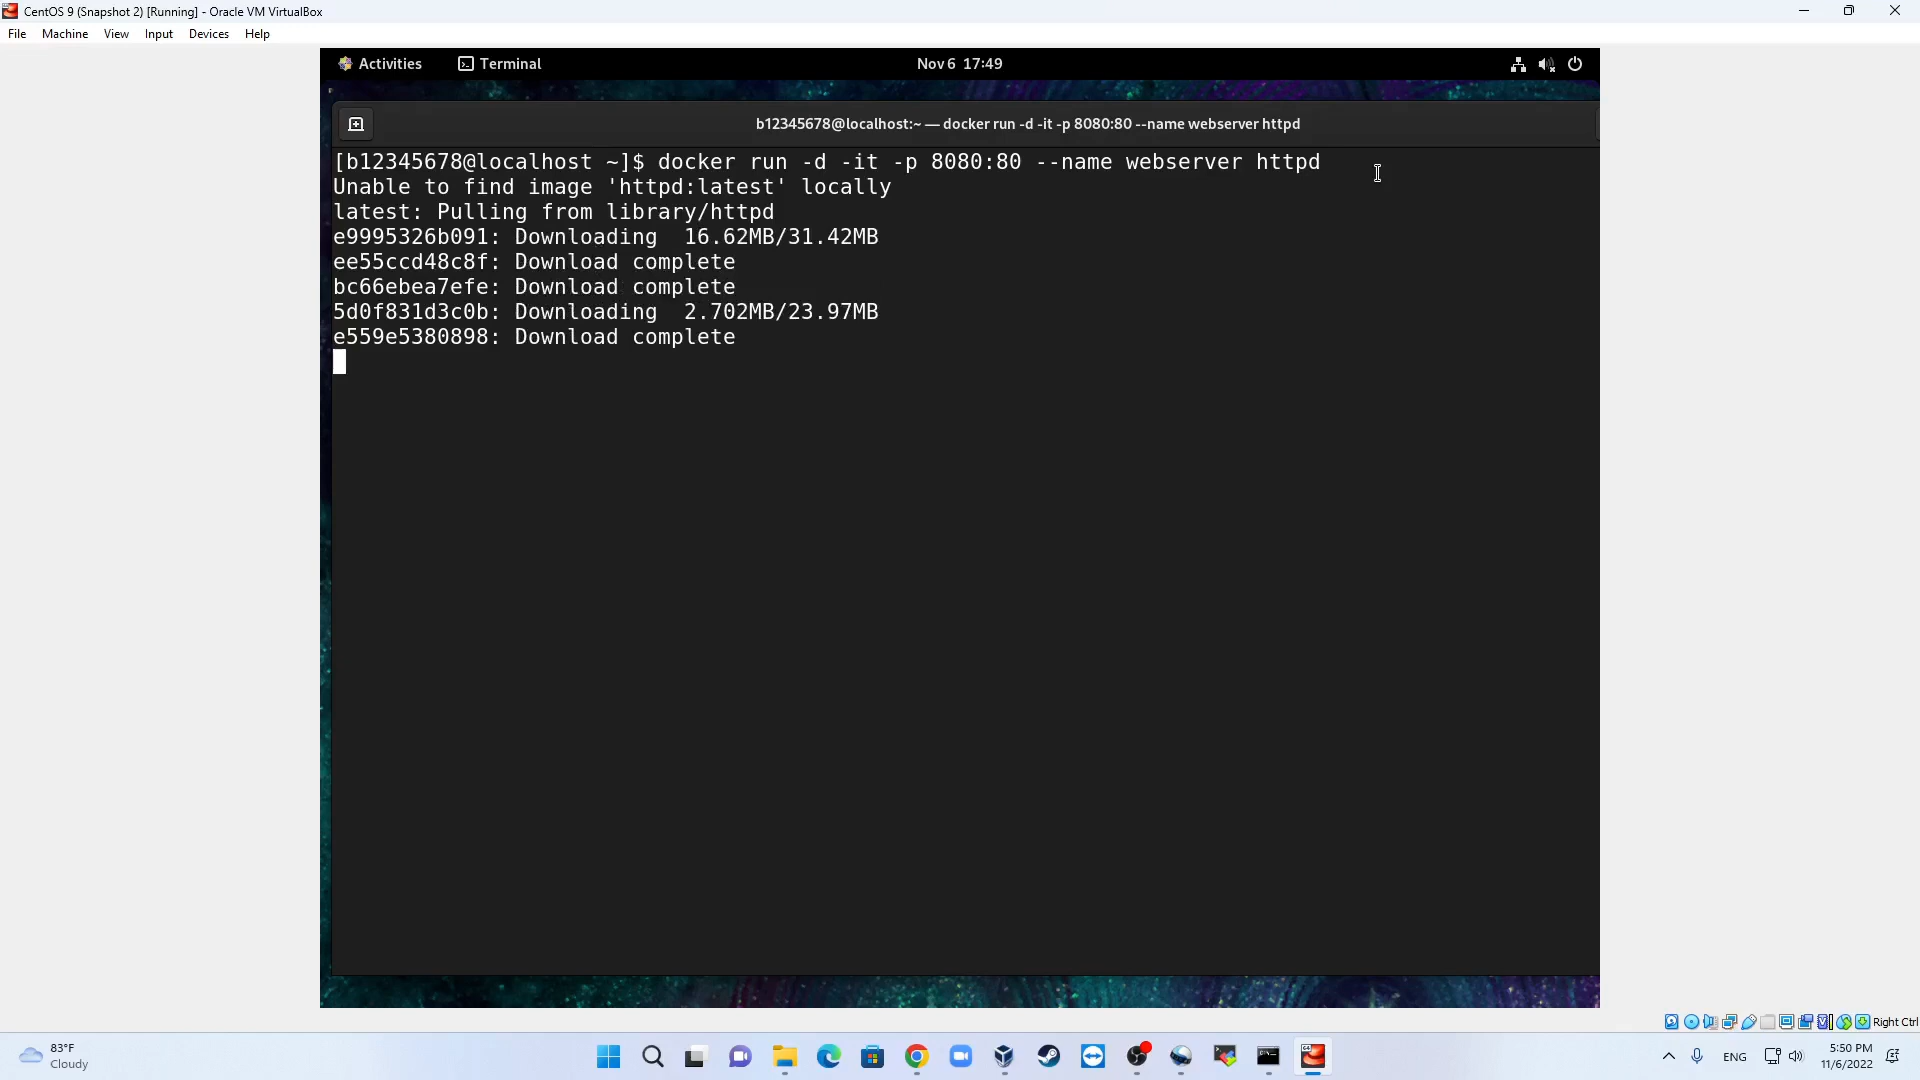 CentOS 9 (Snapshot 2) [Running] - Oracle VM VirtualBox
File Machine View Input Devices Help
Activities Terminal Nov 6 17:49
b12345678@localhost:~ — docker run -d -it -p 8080:80 --name webserver httpd
[b12345678@localhost ~]$ docker run -d -it -p 8080:80 --name webserver httpd
Unable to find image 'httpd:latest' locally
latest: Pulling from library/httpd
e9995326b091: Downloading 16.62MB/31.42MB
ee55ccd48c8f: Download complete
bc66ebea7efe: Download complete
5d0f831d3c0b: Downloading 2.702MB/23.97MB
e559e5380898: Download complete
Right Ctrl
83°F
Cloudy
ENG
5:50 PM
11/6/2022